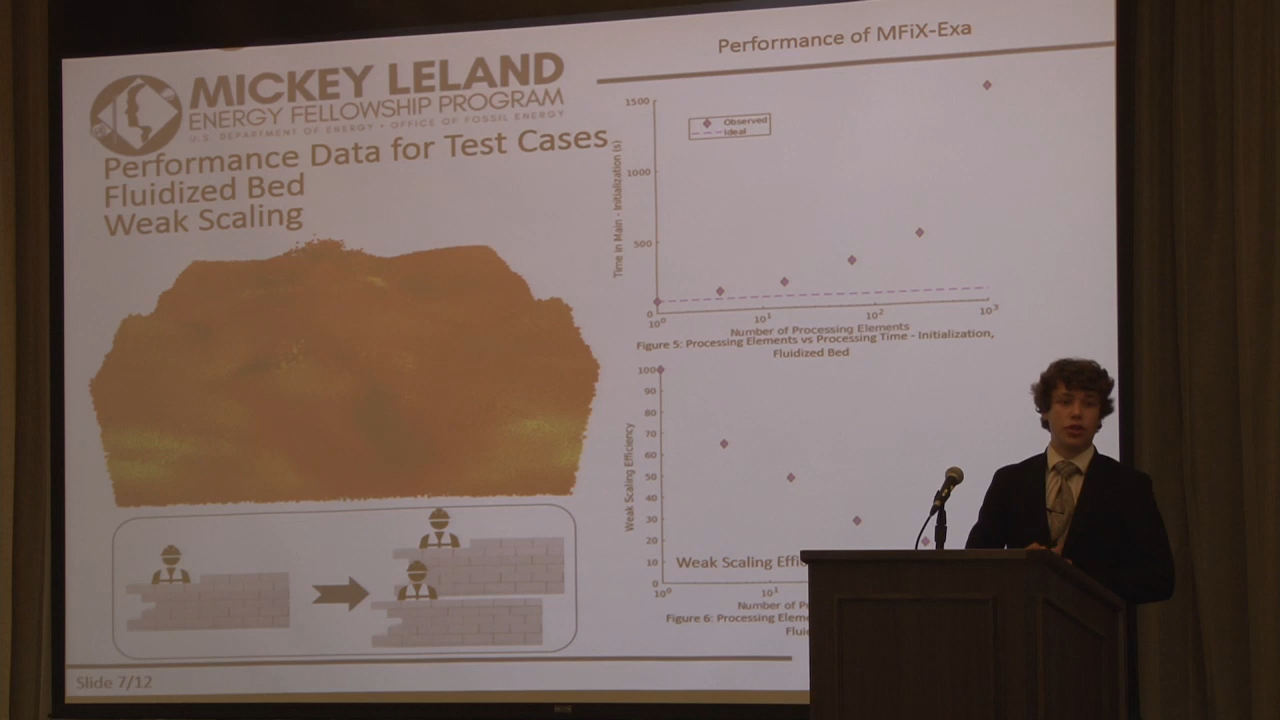 Performance of MFiX-Exa
MICKEY LELAND
ENERGY FELLOWSHIP PROGRAM
U.S. DEPARTMENT OF ENERGY • OFFICE OF FOSSIL ENERGY
Performance Data for Test Cases
Fluidized Bed
Weak Scaling
1500
1000
500
0
Time in Main - Initialization (s)
Observed
Ideal
10⁰
10¹
10²
10³
Number of Processing Elements
Figure 5: Processing Elements vs Processing Time - Initialization,
Fluidized Bed
100
90
80
70
60
50
40
30
20
10
0
Weak Scaling Efficiency
Weak Scaling Effic
10⁰
10¹
Number of P
Figure 6: Processing Eleme
Fluid
Slide 7/12